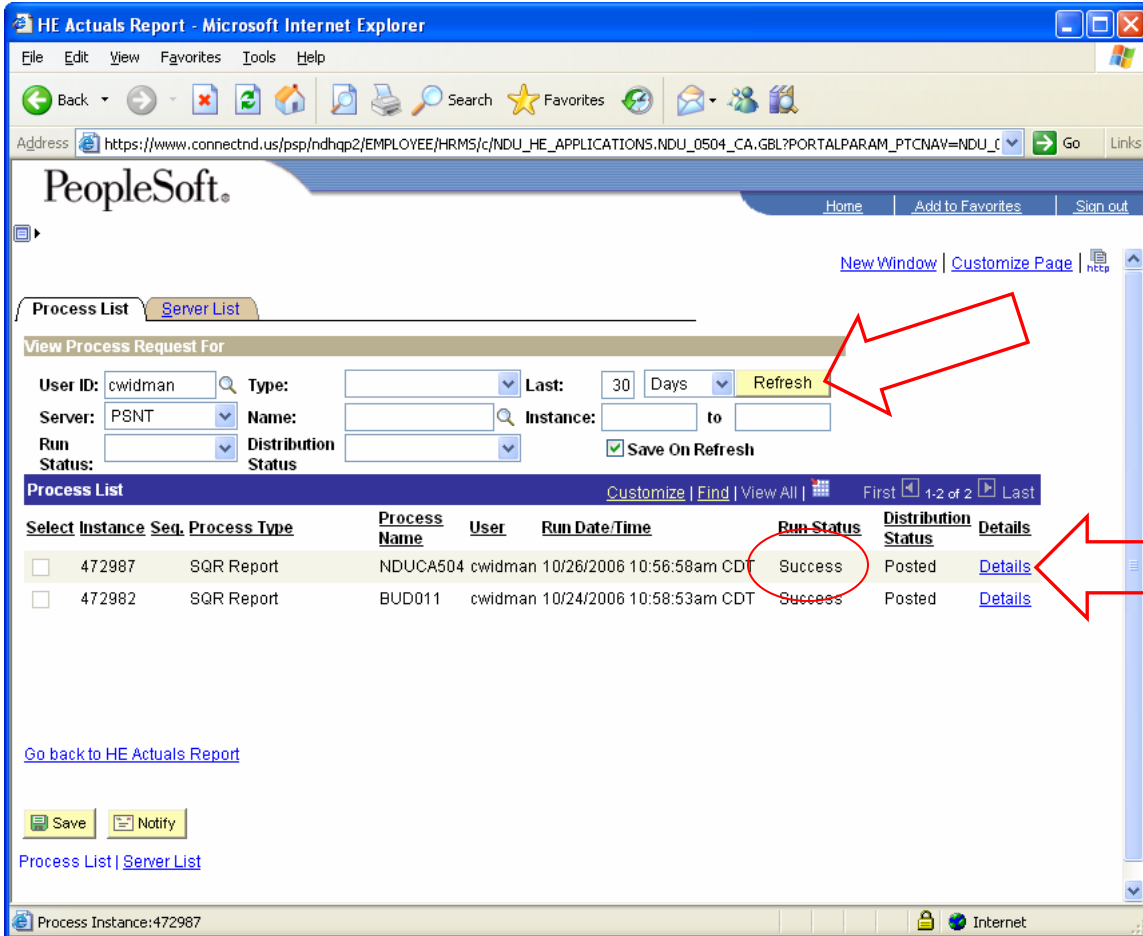 HE Actuals Report - Microsoft Internet Explorer
File Edit View Favorites Tools Help
Back Search Favorites
Address https://www.connectnd.us/psp/ndhqp2/EMPLOYEE/HRMS/c/NDU_HE_APPLICATIONS.NDU_0504_CA.GBL?PORTALPARAM_PTCNAV=NDU_ Go Links
PeopleSoft.
Home Add to Favorites Sign out
New Window | Customize Page | http
Process List Server List
View Process Request For
User ID: cwidman Type: Last: 30 Days Refresh
Server: PSNT Name: Instance: to
Run Status: Distribution Status Save On Refresh
Process List Customize | Find | View All | First 1-2 of 2 Last
Select Instance Seq. Process Type Process Name User Run Date/Time Run Status Distribution Status Details
472987 SQR Report NDUCA504 cwidman 10/26/2006 10:56:58am CDT Success Posted Details
472982 SQR Report BUD011 cwidman 10/24/2006 10:58:53am CDT Success Posted Details
Go back to HE Actuals Report
Save Notify
Process List | Server List
Process Instance:472987 Internet